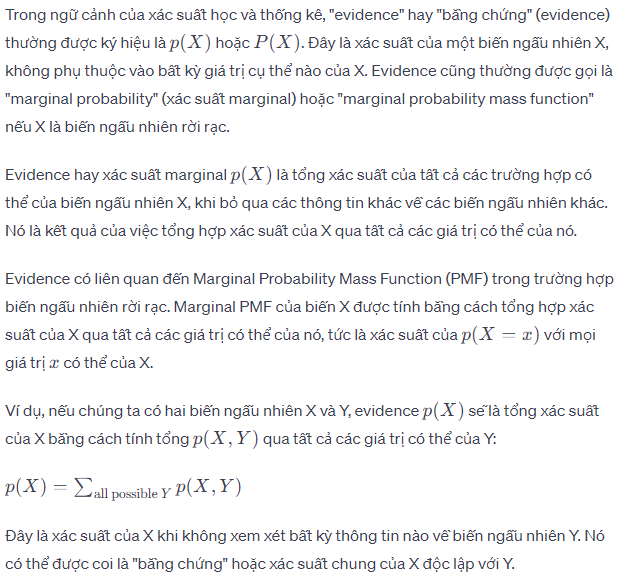 Trong ngữ cảnh của xác suất học và thống kê, "evidence" hay "bằng chứng" (evidence)
thường được ký hiệu là p(X) hoặc P(X). Đây là xác suất của một biến ngẫu nhiên X,
không phụ thuộc vào bất kỳ giá trị cụ thể nào của X. Evidence cũng thường được gọi là
"marginal probability" (xác suất marginal) hoặc "marginal probability mass function"
nếu X là biến ngẫu nhiên rời rạc.
Evidence hay xác suất marginal p(X) là tổng xác suất của tất cả các trường hợp có
thể của biến ngẫu nhiên X, khi bỏ qua các thông tin khác về các biến ngẫu nhiên khác.
Nó là kết quả của việc tổng hợp xác suất của X qua tất cả các giá trị có thể của nó.
Evidence có liên quan đến Marginal Probability Mass Function (PMF) trong trường hợp
biến ngẫu nhiên rời rạc. Marginal PMF của biến X được tính bằng cách tổng hợp xác
suất của X qua tất cả các giá trị có thể của nó, tức là xác suất của p(X = x) với mọi
giá trị x có thể của X.
Ví dụ, nếu chúng ta có hai biến ngẫu nhiên X và Y, evidence p(X) sẽ là tổng xác suất
của X bằng cách tính tổng p(X, Y) qua tất cả các giá trị có thể của Y:
p(X) = ∑all possible Y p(X, Y)
Đây là xác suất của X khi không xem xét bất kỳ thông tin nào về biến ngẫu nhiên Y. Nó
có thể được coi là "bằng chứng" hoặc xác suất chung của X độc lập với Y.